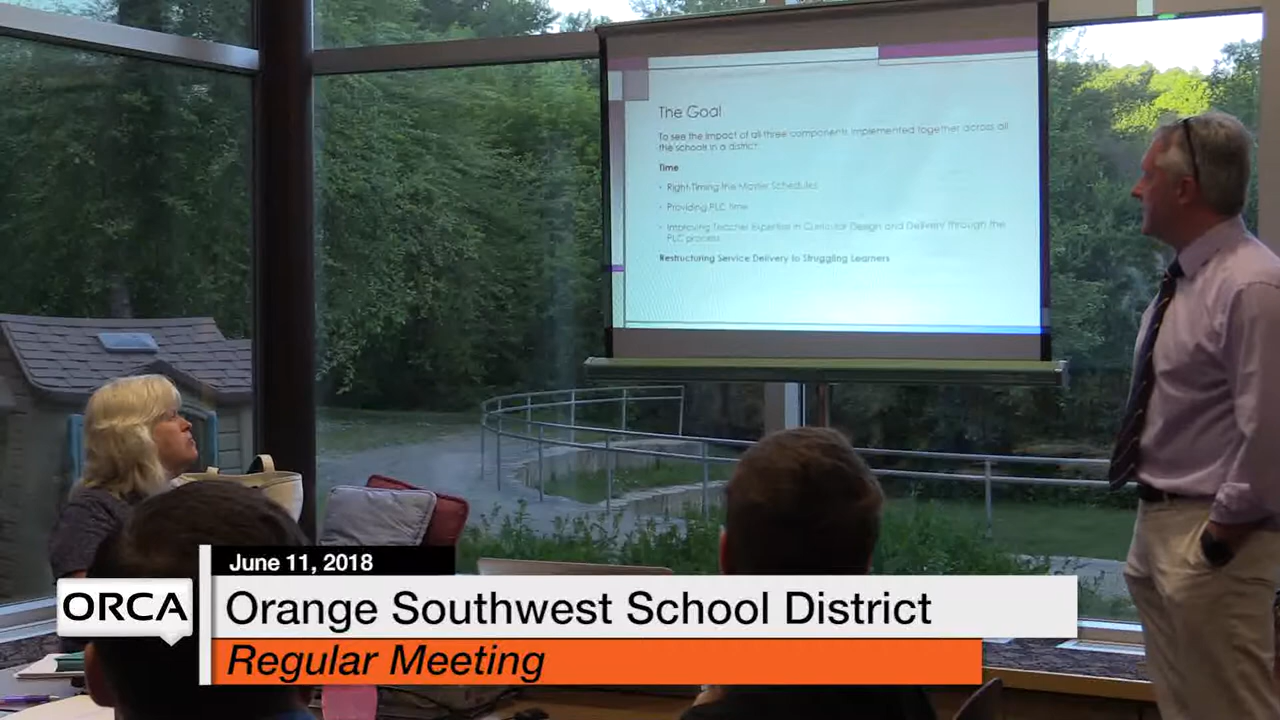 The Goal
To see the impact of all three components implemented together across all
the schools in a district.
Time
• Right-Timing the Master Schedules
• Providing PLC time
• Improving Teacher Expertise in Curricular Design and Delivery through the
PLC process
Restructuring Service Delivery to Struggling Learners
June 11, 2018
ORCA
Orange Southwest School District
Regular Meeting